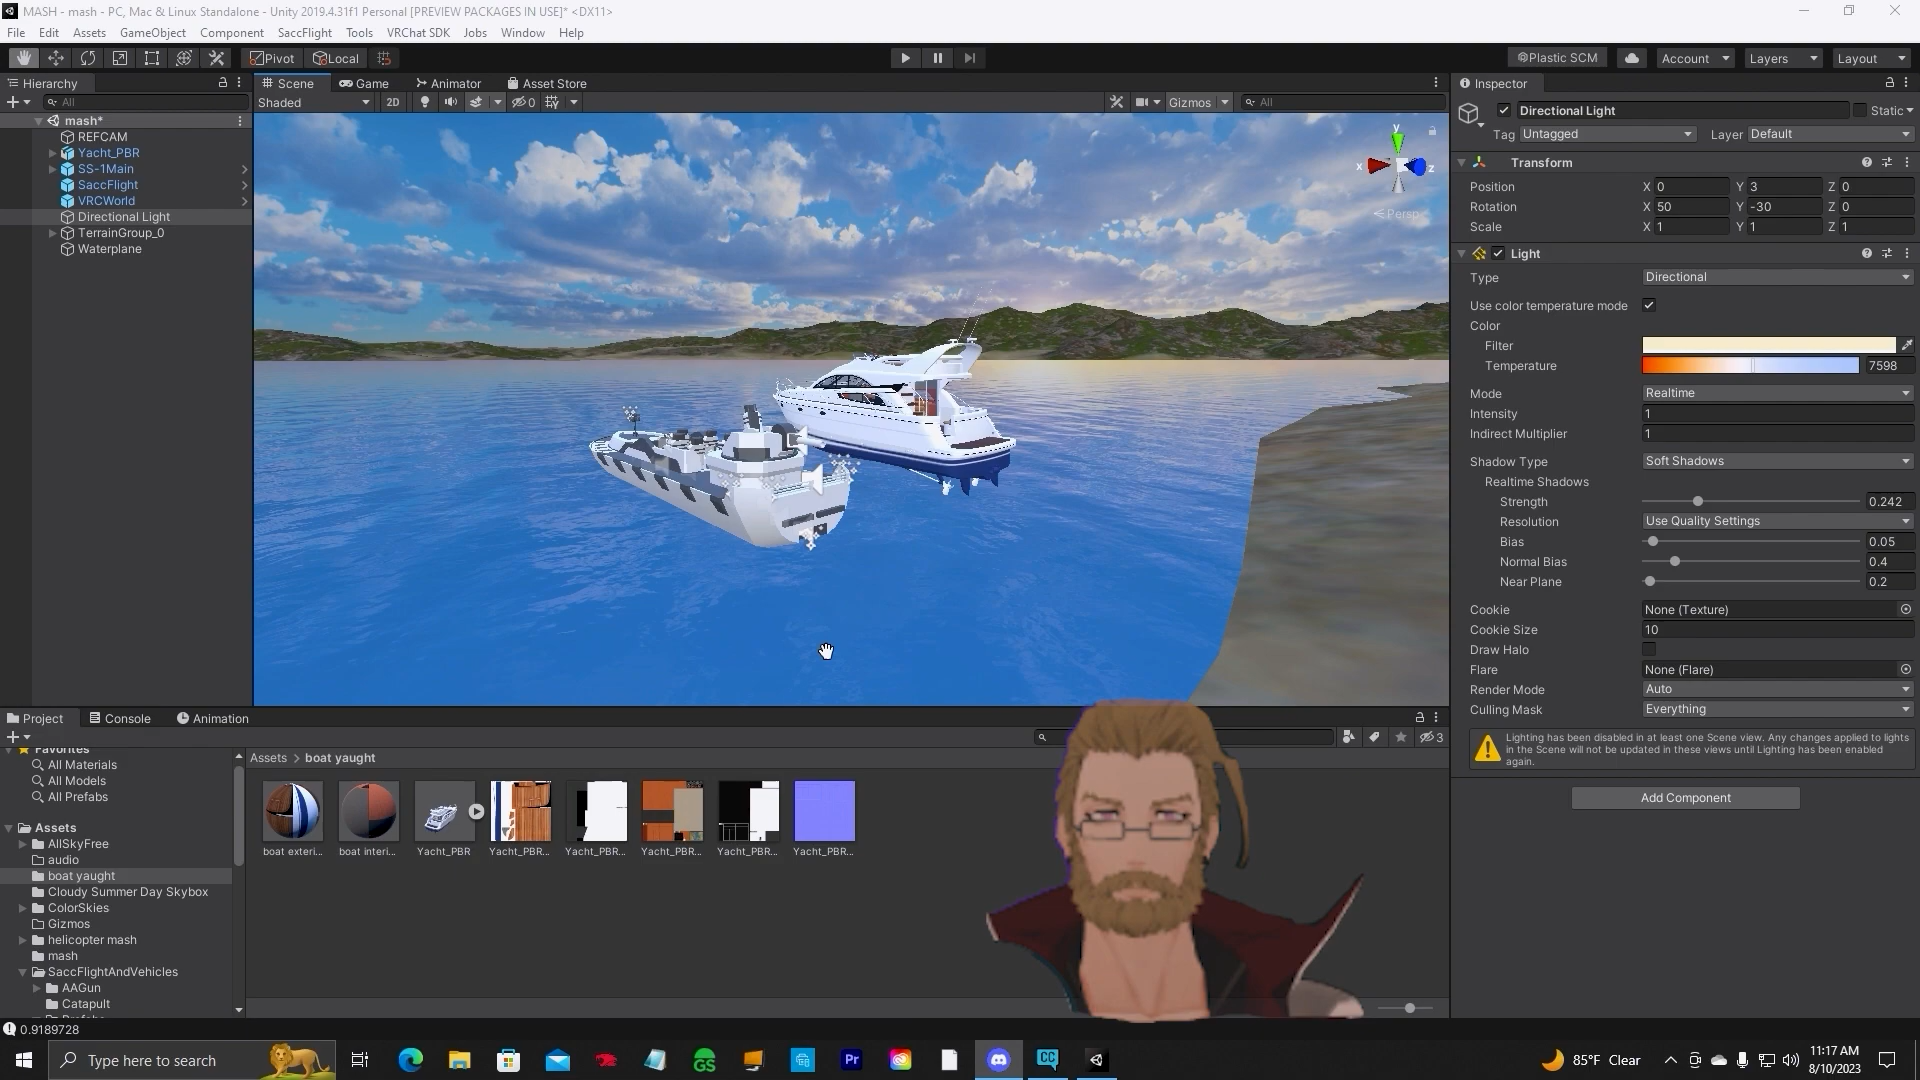 MASH - mash - PC, Mac & Linux Standalone - Unity 2019.4.31f1 Personal [PREVIEW PACKAGES IN USE]* <DX11>
File Edit Assets GameObject Component SaccFlight Tools VRChat SDK Jobs Window Help
Pivot Local Plastic SCM Account Layers Layout
Hierarchy
All
mash*
REFCAM
Yacht_PBR
SS-1Main
SaccFlight
VRCWorld
Directional Light
TerrainGroup_0
Waterplane
Scene Game Animator Asset Store
Shaded 2D 0 Gizmos All
y
x
z
Persp
Inspector
Directional Light Static
Tag Untagged Layer Default
Transform
Position X 0 Y 3 Z 0
Rotation X 50 Y -30 Z 0
Scale X 1 Y 1 Z 1
Light
Type Directional
Use color temperature mode
Color
Filter
Temperature 7598
Mode Realtime
Intensity 1
Indirect Multiplier 1
Shadow Type Soft Shadows
Realtime Shadows
Strength 0.242
Resolution Use Quality Settings
Bias 0.05
Normal Bias 0.4
Near Plane 0.2
Cookie None (Texture)
Cookie Size 10
Draw Halo
Flare None (Flare)
Render Mode Auto
Culling Mask Everything
Lighting has been disabled in at least one Scene view. Any changes applied to lights
in the Scene will not be updated in these views until Lighting has been enabled
again.
Add Component
Project Console Animation
3
Favorites
All Materials
All Models
All Prefabs
Assets
AllSkyFree
audio
boat yaught
Cloudy Summer Day Skybox
ColorSkies
Gizmos
helicopter mash
mash
SaccFlightAndVehicles
AAGun
Catapult
Assets > boat yaught
boat exteri... boat interi... Yacht_PBR Yacht_PBR... Yacht_PBR... Yacht_PBR... Yacht_PBR... Yacht_PBR...
0.9189728
Type here to search
GS
Pr
CC
85°F Clear
11:17 AM
8/10/2023